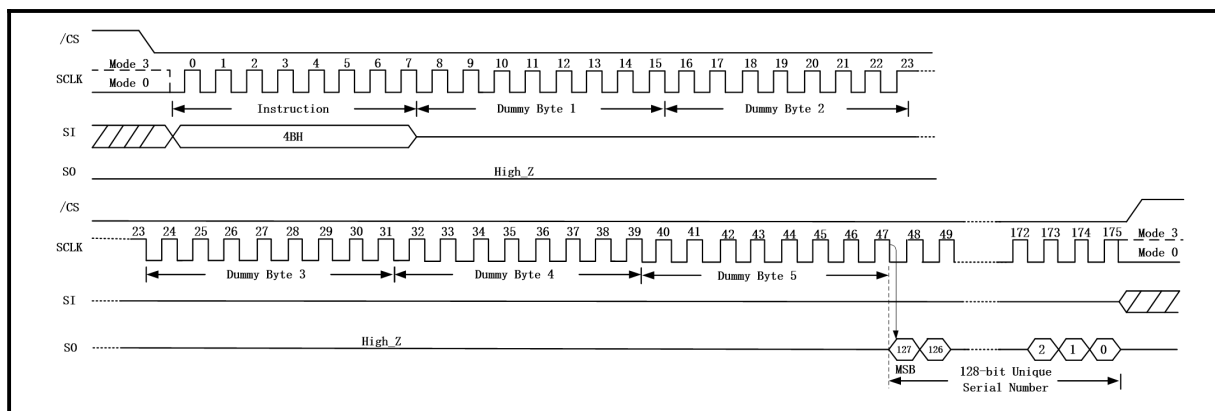 /CS
Mode 3
SCLK
Mode 0
0 1 2 3 4 5 6 7 8 9 10 11 12 13 14 15 16 17 18 19 20 21 22 23
Instruction
Dummy Byte 1
Dummy Byte 2
SI
4BH
SO
High_Z
/CS
23 24 25 26 27 28 29 30 31 32 33 34 35 36 37 38 39 40 41 42 43 44 45 46 47 48 49 172 173 174 175
SCLK
Mode 3
Mode 0
Dummy Byte 3
Dummy Byte 4
Dummy Byte 5
SI
SO
High_Z
127 126 2 1 0
MSB
128-bit Unique
Serial Number